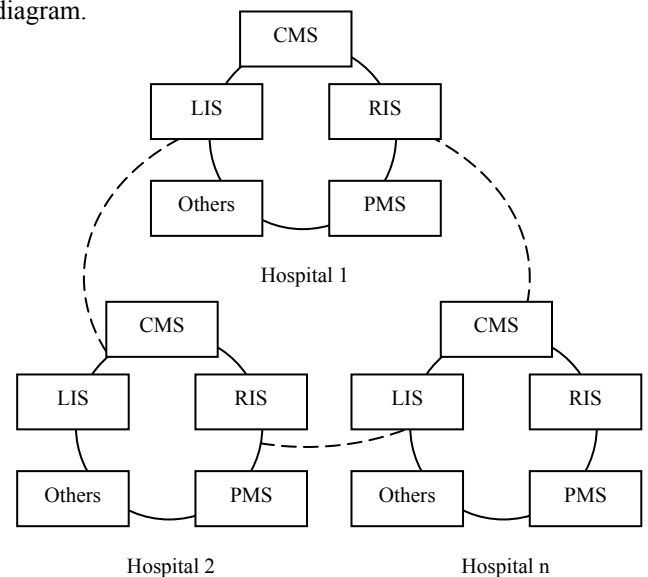 diagram.
CMS
LIS RIS
Others PMS
Hospital 1
CMS CMS
LIS RIS LIS RIS
Others PMS Others PMS
Hospital 2 Hospital n